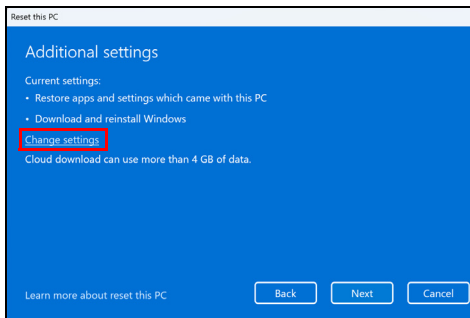 Reset this PC
Additional settings
Current settings:
• Restore apps and settings which came with this PC
• Download and reinstall Windows
Change settings
Cloud download can use more than 4 GB of data.
Learn more about reset this PC
Back
Next
Cancel